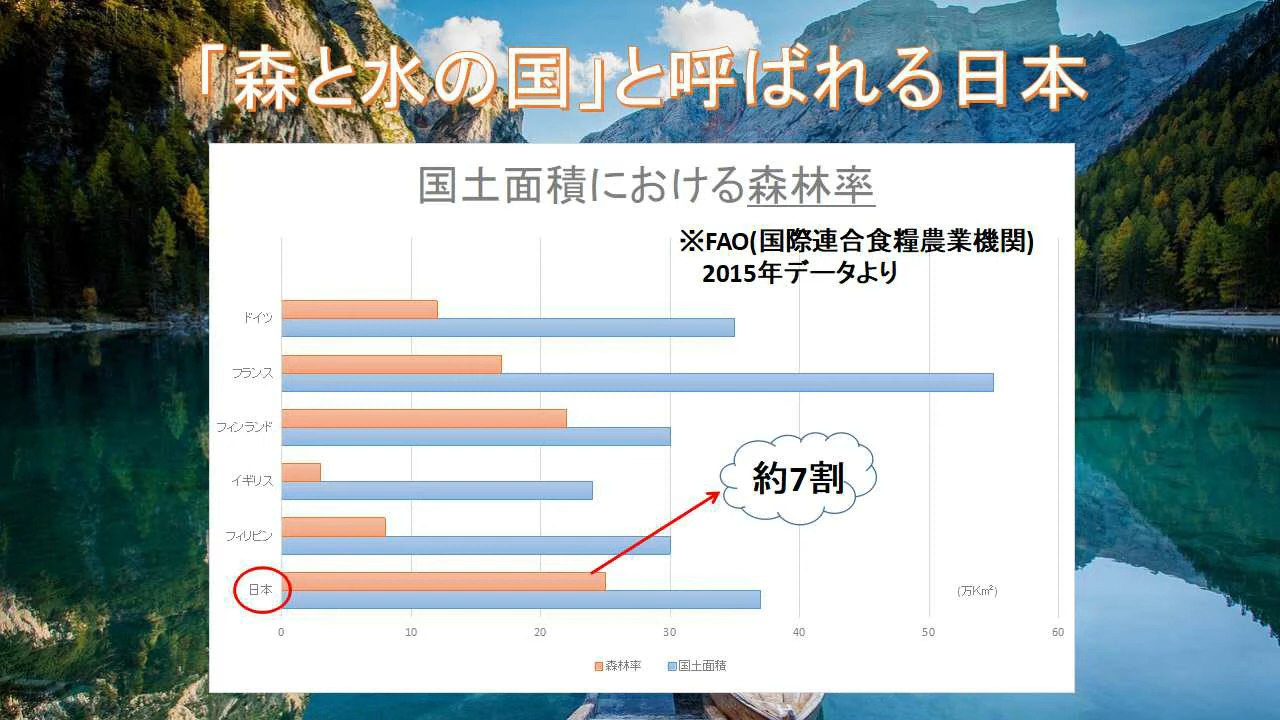 「森と水の国」と呼ばれる日本
国土面積における森林率
※FAO(国際連合食糧農業機関)
2015年データより
ドイツ
フランス
フィンランド
イギリス
フィリピン
日本
約7割
(万Km²)
0 10 20 30 40 50 60
森林率 国土面積